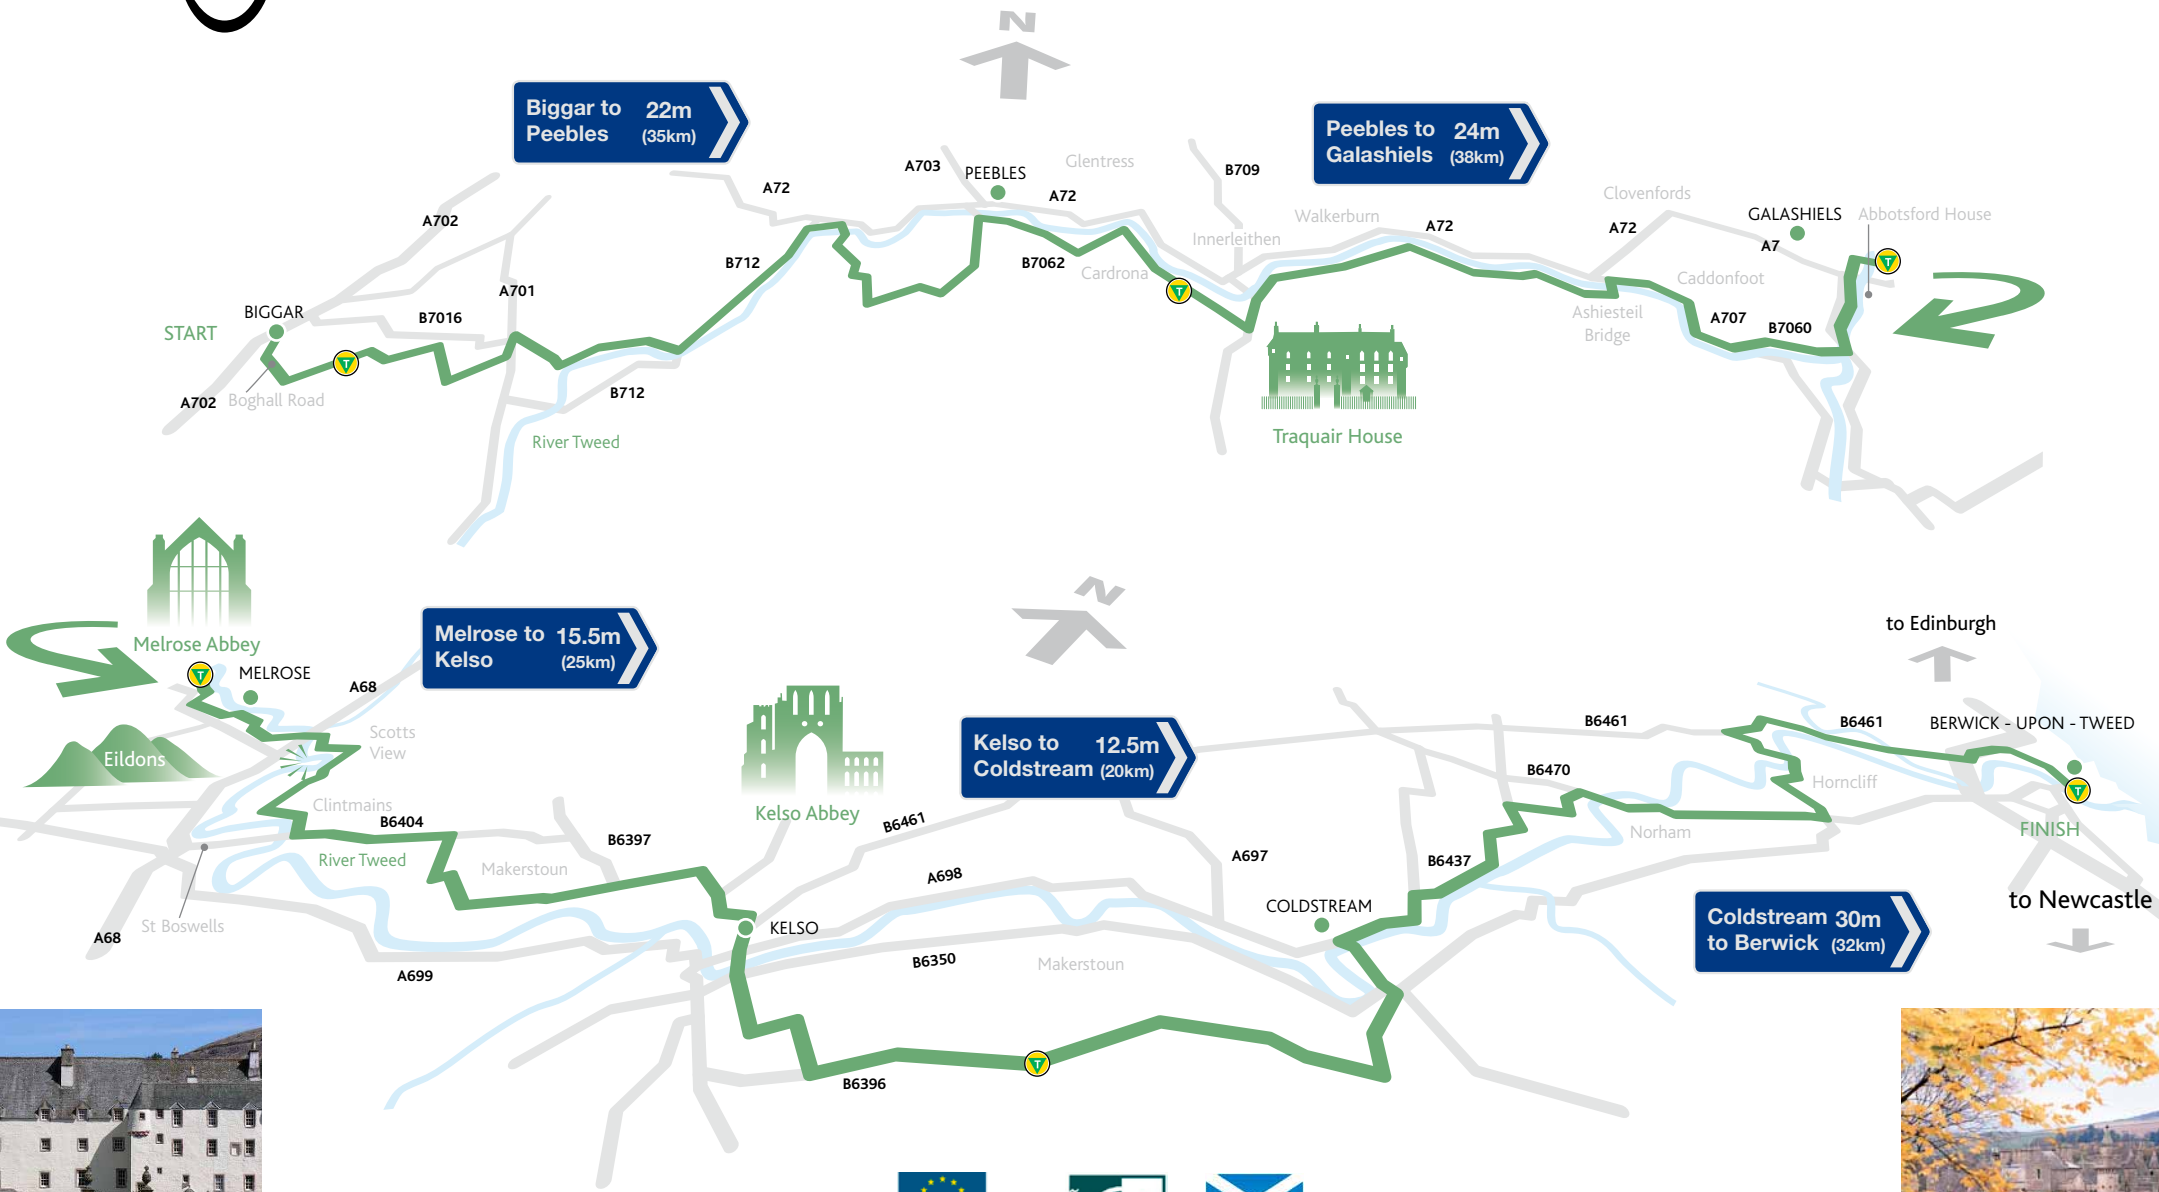 N
Biggar to 22m
Peebles (35km)
Peebles to 24m
Galashiels (38km)
A702
A72
A703
PEEBLES
Glentress
A72
B709
Walkerburn
Innerleithen
A72
Clovenfords
A72
GALASHIELS
Abbotsford House
A7
B712
B7062
Cardrona
Caddonfoot
A701
BIGGAR
START
B7016
Ashiesteil
Bridge
A707
B7060
A702
Boghall Road
B712
River Tweed
Traquair House
T
T
T
N
Melrose Abbey
T
MELROSE
Melrose to 15.5m
Kelso (25km)
A68
Scotts
View
Eildons
Clintmains
B6404
River Tweed
Makerstoun
B6397
St Boswells
A68
A699
Kelso Abbey
B6461
KELSO
A698
B6350
Makerstoun
B6396
T
Kelso to 12.5m
Coldstream (20km)
A697
COLDSTREAM
B6437
B6461
B6470
Norham
Horncliff
B6461
to Edinburgh
BERWICK - UPON - TWEED
T
FINISH
to Newcastle
Coldstream 30m
to Berwick (32km)